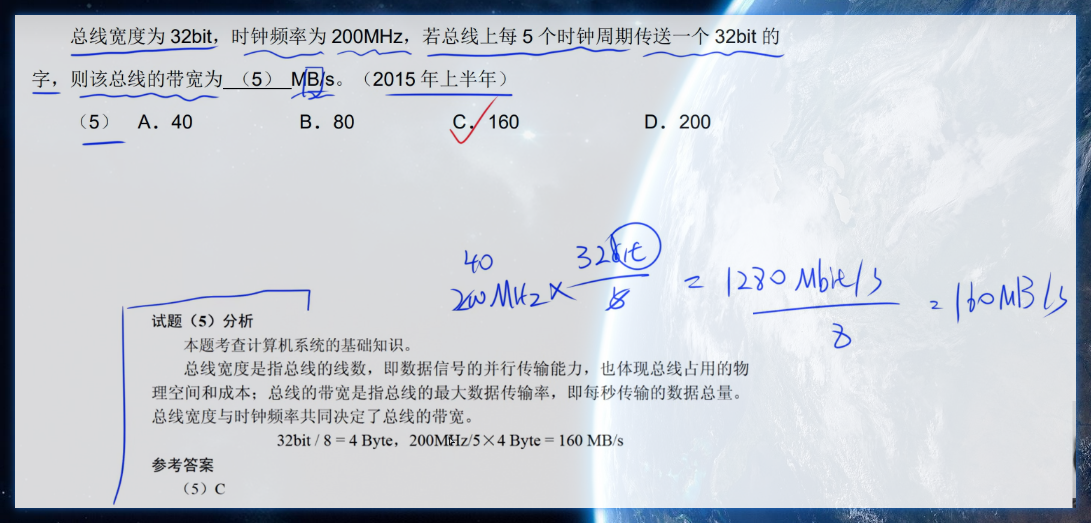 总线宽度为 32bit，时钟频率为 200MHz，若总线上每 5 个时钟周期传送一个 32bit 的
字，则该总线的带宽为 （5） MB/s。（2015 年上半年）
（5） A．40 B．80 C．160 D．200
40
200MHz × 32bit / 5 = 1280 Mbit/s / 8 = 160MB/s
试题（5）分析
本题考查计算机系统的基础知识。
总线宽度是指总线的线数，即数据信号的并行传输能力，也体现总线占用的物
理空间和成本；总线的带宽是指总线的最大数据传输率，即每秒传输的数据总量。
总线宽度与时钟频率共同决定了总线的带宽。
32bit / 8 = 4 Byte，200MHz/5×4 Byte = 160 MB/s
参考答案
（5）C